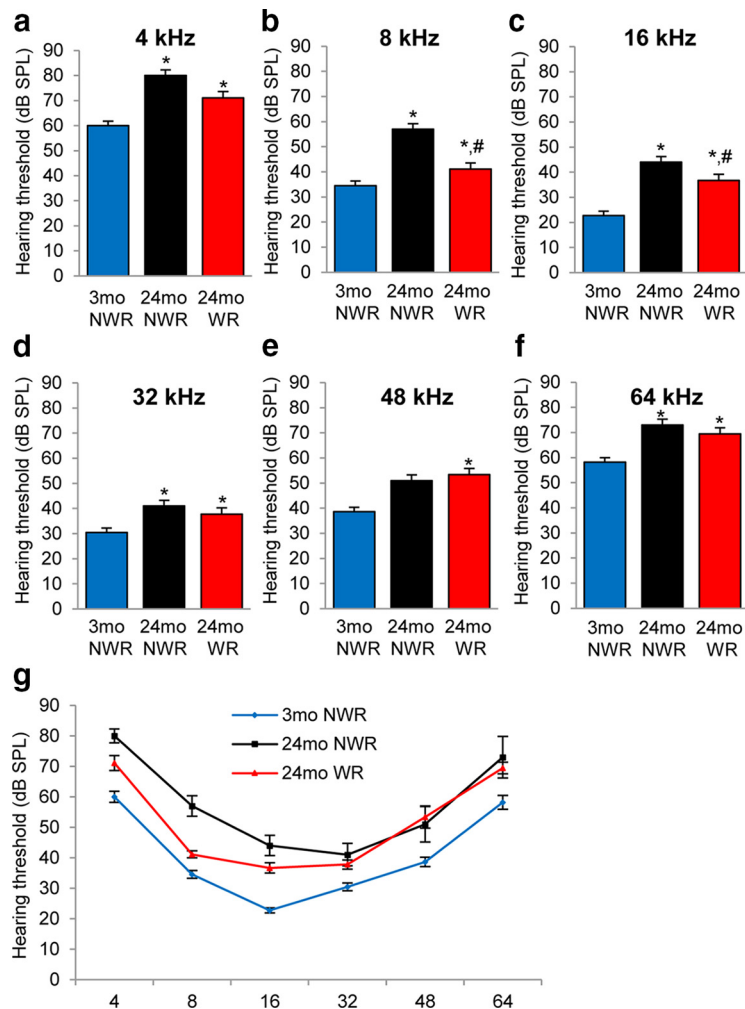 a
4 kHz
Hearing threshold (dB SPL)
90
80
70
60
50
40
30
20
10
0
*
*
3mo NWR
24mo NWR
24mo WR
b
8 kHz
Hearing threshold (dB SPL)
90
80
70
60
50
40
30
20
10
0
*
*,#
3mo NWR
24mo NWR
24mo WR
c
16 kHz
Hearing threshold (dB SPL)
90
80
70
60
50
40
30
20
10
0
*
*,#
3mo NWR
24mo NWR
24mo WR
d
32 kHz
Hearing threshold (dB SPL)
90
80
70
60
50
40
30
20
10
0
*
*
3mo NWR
24mo NWR
24mo WR
e
48 kHz
Hearing threshold (dB SPL)
90
80
70
60
50
40
30
20
10
0
*
3mo NWR
24mo NWR
24mo WR
f
64 kHz
Hearing threshold (dB SPL)
90
80
70
60
50
40
30
20
10
0
*
*
3mo NWR
24mo NWR
24mo WR
g
Hearing threshold (dB SPL)
90
80
70
60
50
40
30
20
10
0
3mo NWR
24mo NWR
24mo WR
4 8 16 32 48 64